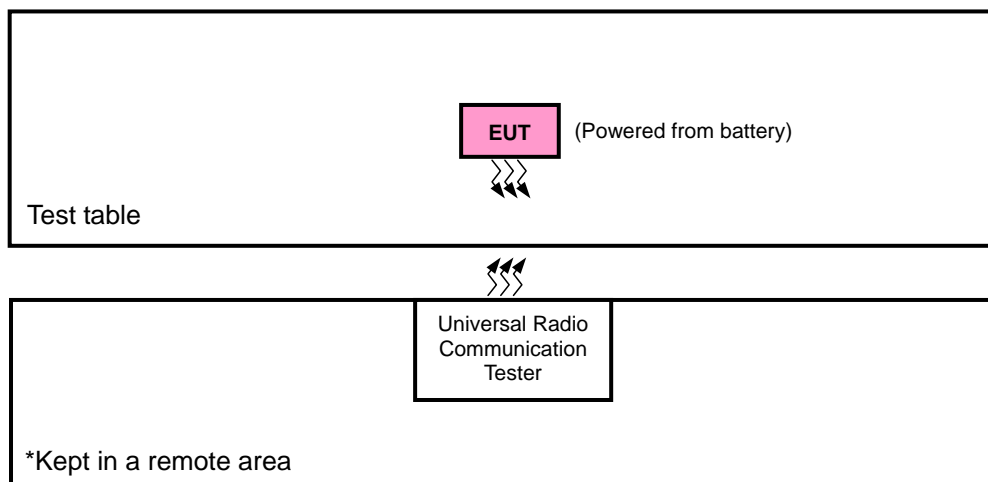 EUT
(Powered from battery)
Test table
Universal Radio
Communication
Tester
*Kept in a remote area